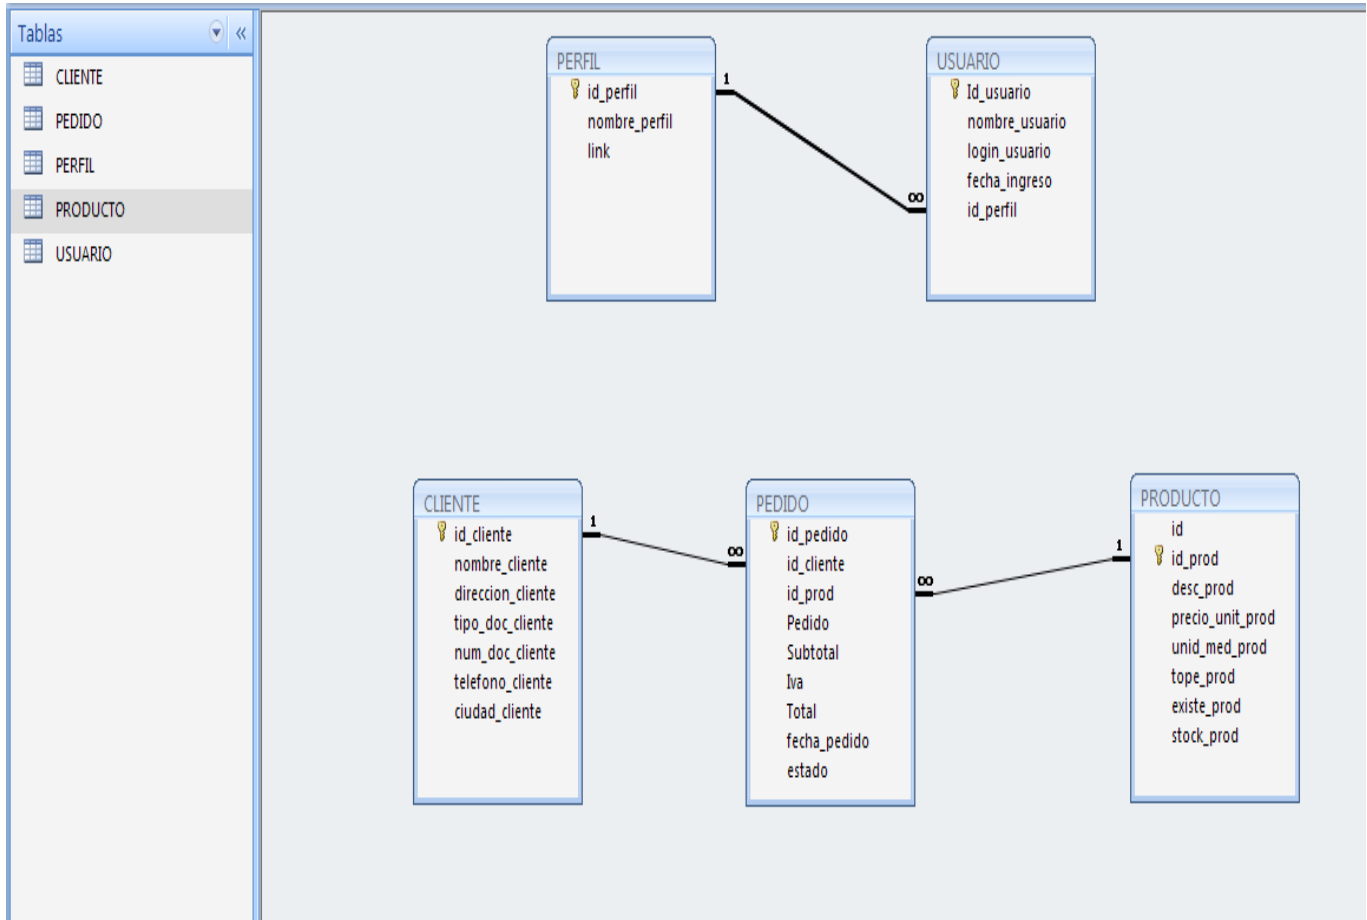 Tablas
CLIENTE
PEDIDO
PERFIL
PRODUCTO
USUARIO
PERFIL
id_perfil
nombre_perfil
link
1
∞
USUARIO
Id_usuario
nombre_usuario
login_usuario
fecha_ingreso
id_perfil
CLIENTE
id_cliente
nombre_cliente
direccion_cliente
tipo_doc_cliente
num_doc_cliente
telefono_cliente
ciudad_cliente
1
∞
PEDIDO
id_pedido
id_cliente
id_prod
Pedido
Subtotal
Iva
Total
fecha_pedido
estado
∞
1
PRODUCTO
id
id_prod
desc_prod
precio_unit_prod
unid_med_prod
tope_prod
existe_prod
stock_prod